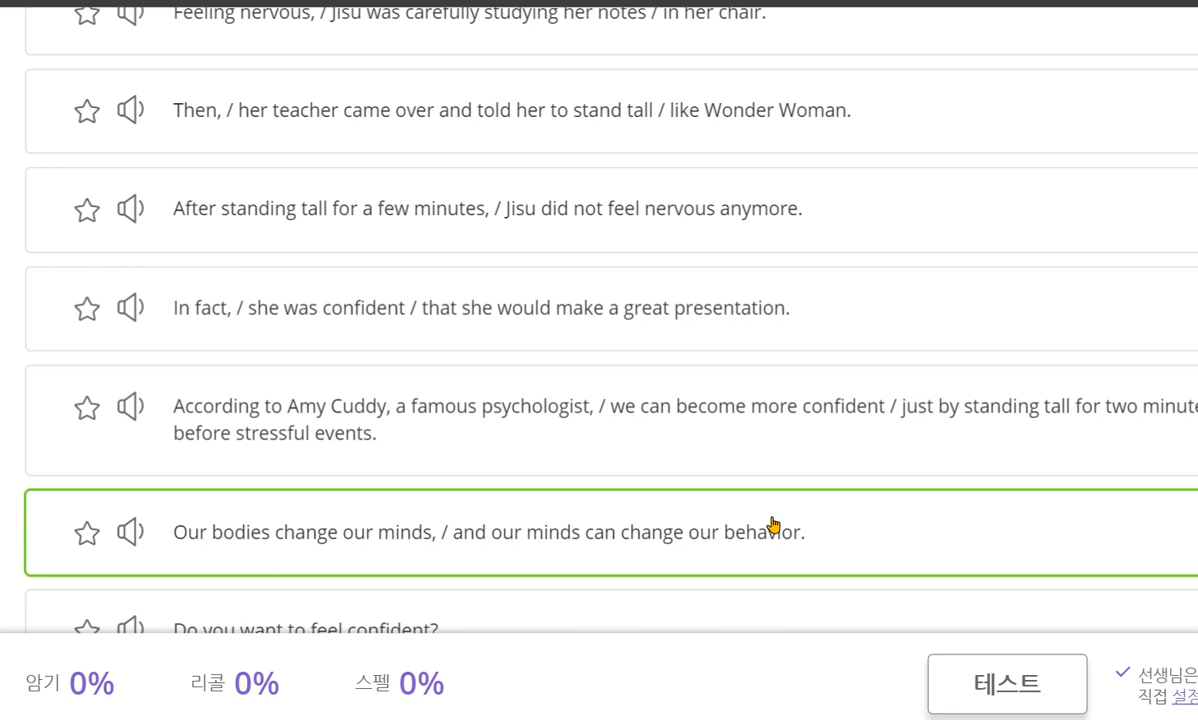 Feeling nervous, / Jisu was carefully studying her notes / in her chair.
Then, / her teacher came over and told her to stand tall / like Wonder Woman.
After standing tall for a few minutes, / Jisu did not feel nervous anymore.
In fact, / she was confident / that she would make a great presentation.
According to Amy Cuddy, a famous psychologist, / we can become more confident / just by standing tall for two minute
before stressful events.
Our bodies change our minds, / and our minds can change our behavior.
Do you want to feel confident?
암기 0% 리콜 0% 스펠 0% 테스트
선생님은
직접 설정